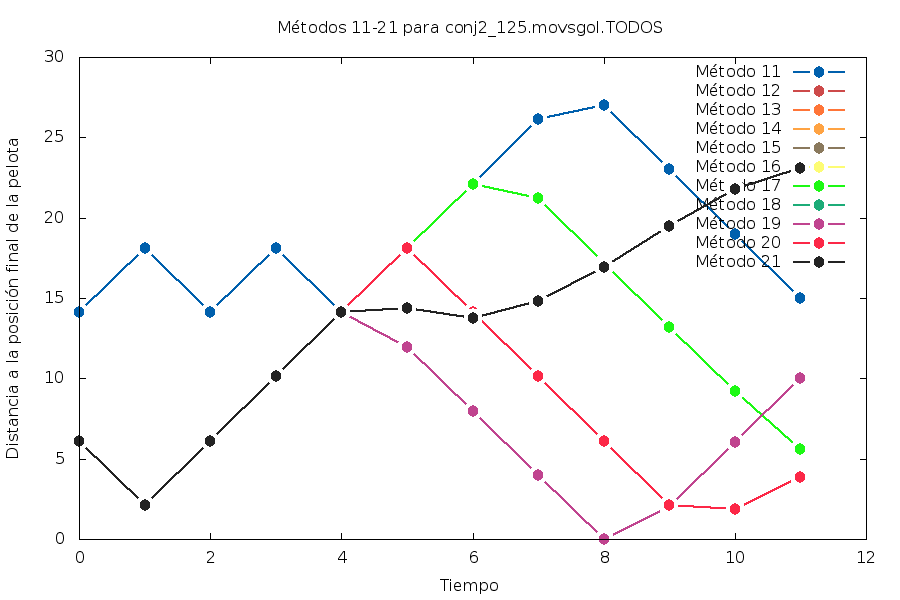 Métodos 11-21 para conj2_125.movsgol.TODOS
30
25
20
15
10
5
0
Distancia a la posición final de la pelota
Método 11
Método 12
Método 13
Método 14
Método 15
Método 16
Método 17
Método 18
Método 19
Método 20
Método 21
0 2 4 6 8 10 12
Tiempo